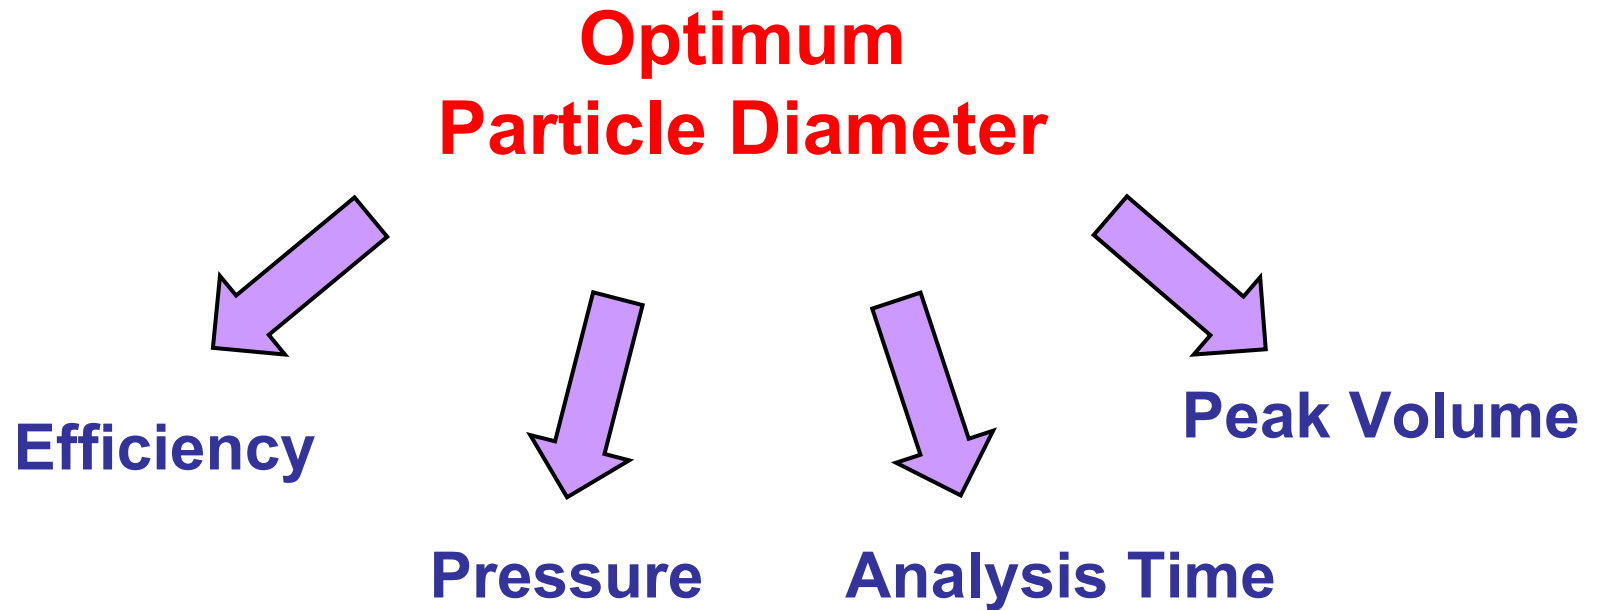 Optimum
Particle Diameter
Efficiency
Peak Volume
Pressure
Analysis Time